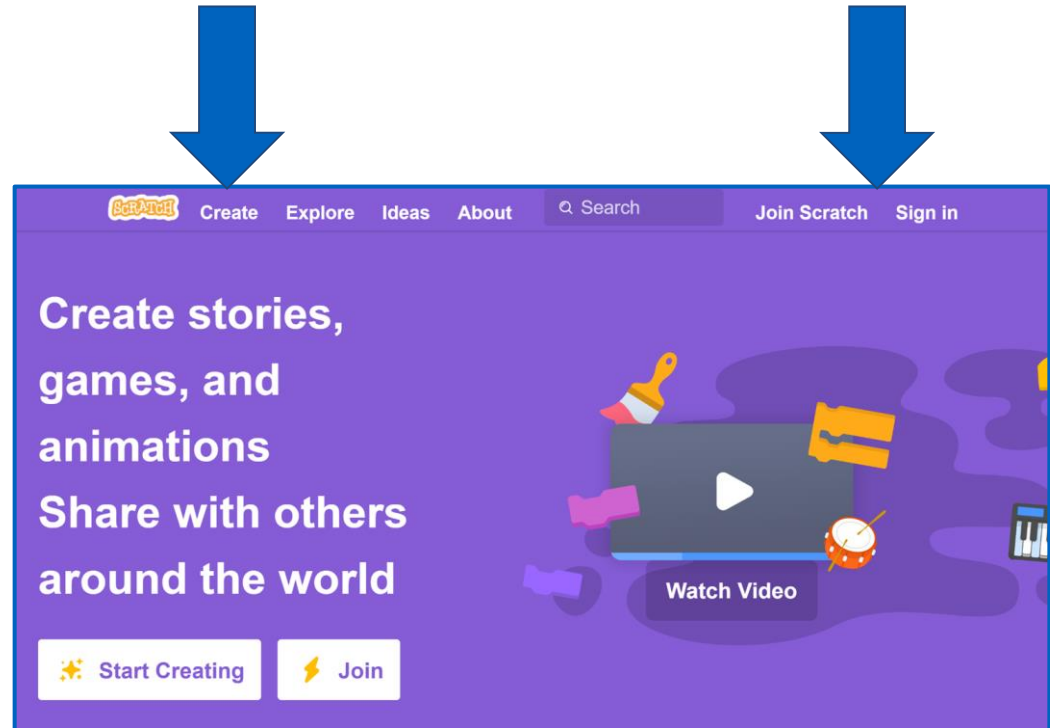 SCRATCH Create Explore Ideas About Search Join Scratch Sign in
Create stories,
games, and
animations
Share with others
around the world
Watch Video
Start Creating Join